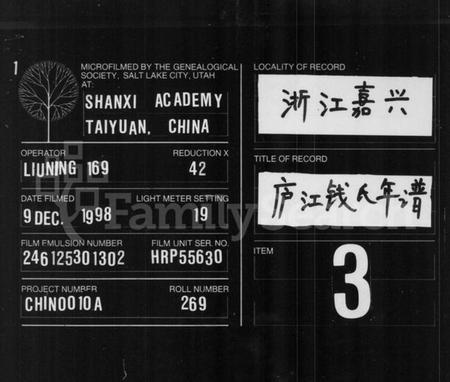 1
MICROFILMED BY THE GENEALOGICAL
SOCIETY, SALT LAKE CITY, UTAH
AT:
SHANXI ACADEMY
TAIYUAN, CHINA
OPERATOR REDUCTION X
LIUNING 169 42
DATE FILMED LIGHT METER SETTING
9 DEC. 1998 19
FILM EMULSION NUMBER FILM UNIT SER. NO.
246 12530 1302 HRP55630
PROJECT NUMBER ROLL NUMBER
CHINO010A 269
LOCALITY OF RECORD
浙江嘉兴
TITLE OF RECORD
庐江钱氏年谱
ITEM
3
FamilySearch